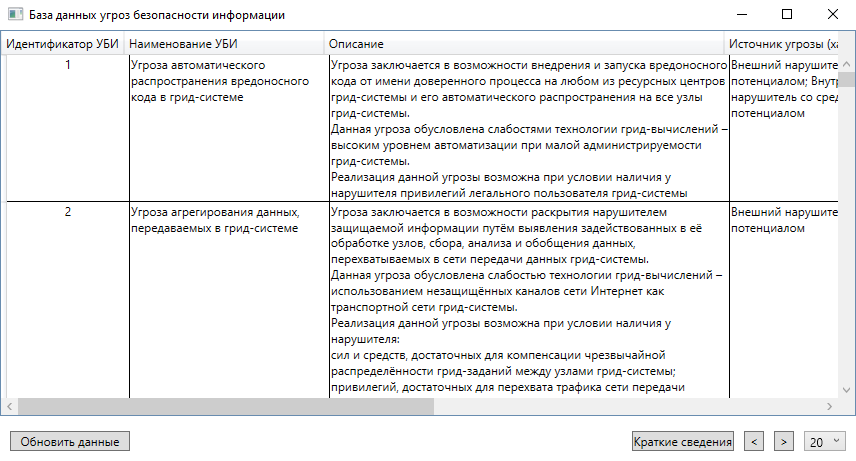 База данных угроз безопасности информации
Идентификатор УБИ Наименование УБИ Описание Источник угрозы (ха
1
Угроза автоматического
распространения вредоносного
кода в грид-системе
Угроза заключается в возможности внедрения и запуска вредоносного
кода от имени доверенного процесса на любом из ресурсных центров
грид-системы и его автоматического распространения на все узлы
грид-системы.
Данная угроза обусловлена слабостями технологии грид-вычислений –
высоким уровнем автоматизации при малой администрируемости
грид-системы.
Реализация данной угрозы возможна при условии наличия у
нарушителя привилегий легального пользователя грид-системы
Внешний нарушите
потенциалом; Внутр
нарушитель со сред
потенциалом
2
Угроза агрегирования данных,
передаваемых в грид-системе
Угроза заключается в возможности раскрытия нарушителем
защищаемой информации путём выявления задействованных в её
обработке узлов, сбора, анализа и обобщения данных,
перехватываемых в сети передачи данных грид-системы.
Данная угроза обусловлена слабостью технологии грид-вычислений –
использованием незащищённых каналов сети Интернет как
транспортной сети грид-системы.
Реализация данной угрозы возможна при условии наличия у
нарушителя:
сил и средств, достаточных для компенсации чрезвычайной
распределённости грид-заданий между узлами грид-системы;
привилегий, достаточных для перехвата трафика сети передачи
Внешний нарушите
потенциалом
Обновить данные Краткие сведения < > 20